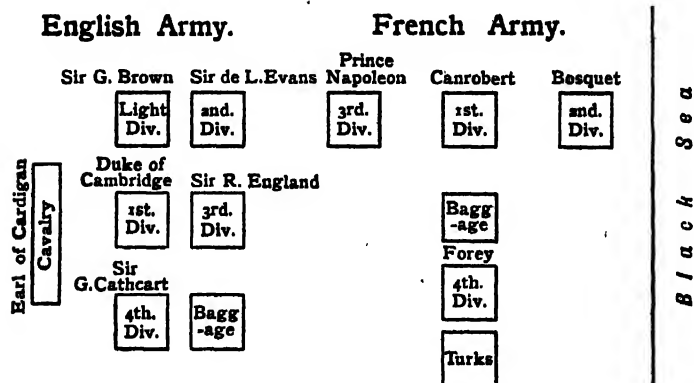 English Army. French Army.
Sir G. Brown Sir de L.Evans Prince Napoleon Canrobert Bosquet
Light Div. 2nd. Div. 3rd. Div. 1st. Div. 2nd. Div.
Duke of Cambridge Sir R. England
Earl of Cardigan
Cavalry
1st. Div. 3rd. Div. Bagg-age
Sir G.Cathcart Forey
4th. Div. Bagg-age 4th. Div.
Turks
Black Sea